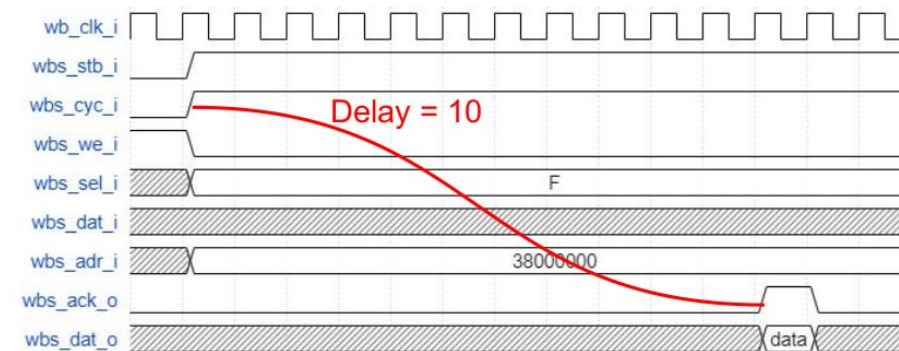 wb_clk_i
wbs_stb_i
wbs_cyc_i
Delay = 10
wbs_we_i
wbs_sel_i
F
wbs_dat_i
wbs_adr_i
38000000
wbs_ack_o
wbs_dat_o
data